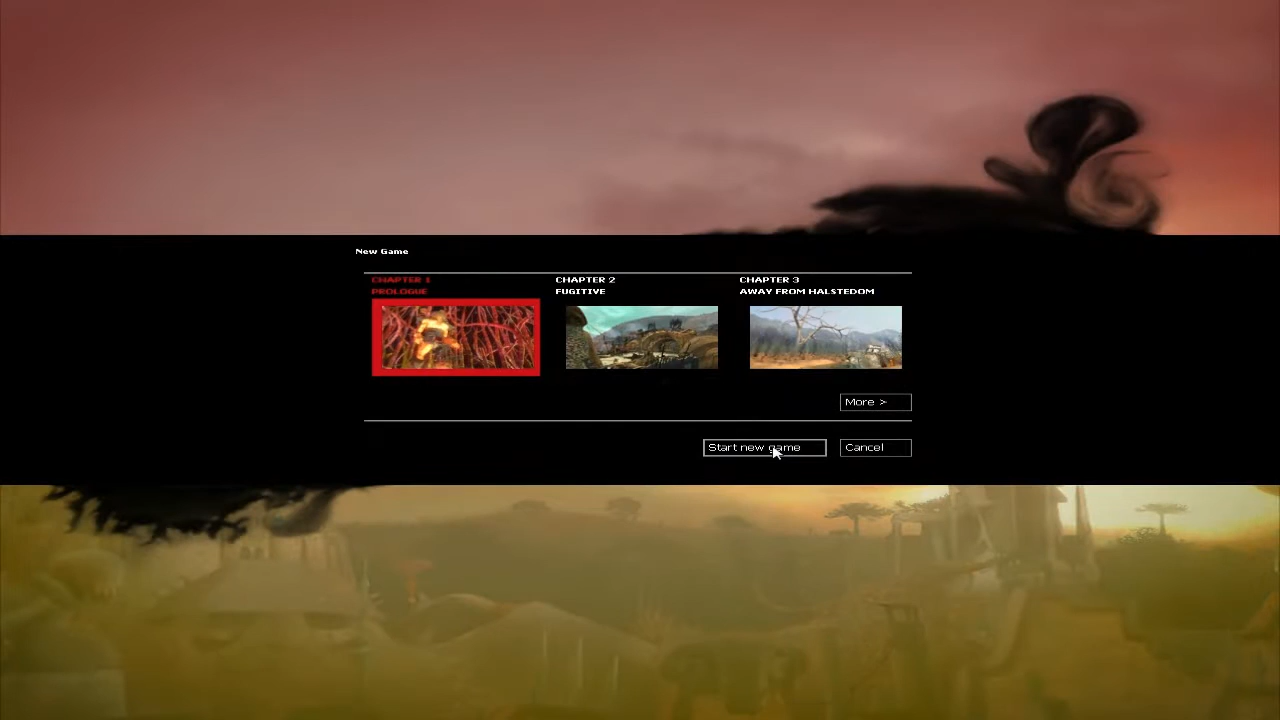 New Game
CHAPTER 1
PROLOGUE
CHAPTER 2
FUGITIVE
CHAPTER 3
AWAY FROM HALSTEDOM
More >
Start new game
Cancel